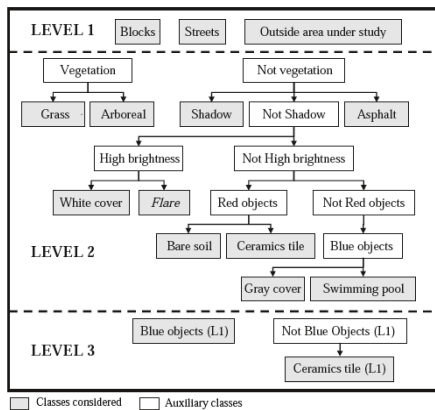 LEVEL 1 Blocks Streets Outside area under study
Vegetation Not vegetation
Grass Arboreal Shadow Not Shadow Asphalt
High brightness Not High brightness
White cover Flare Red objects Not Red objects
LEVEL 2 Bare soil Ceramics tile Blue objects
Gray cover Swimming pool
LEVEL 3 Blue objects (L1) Not Blue Objects (L1)
Ceramics tile (L1)
Classes considered Auxiliary classes